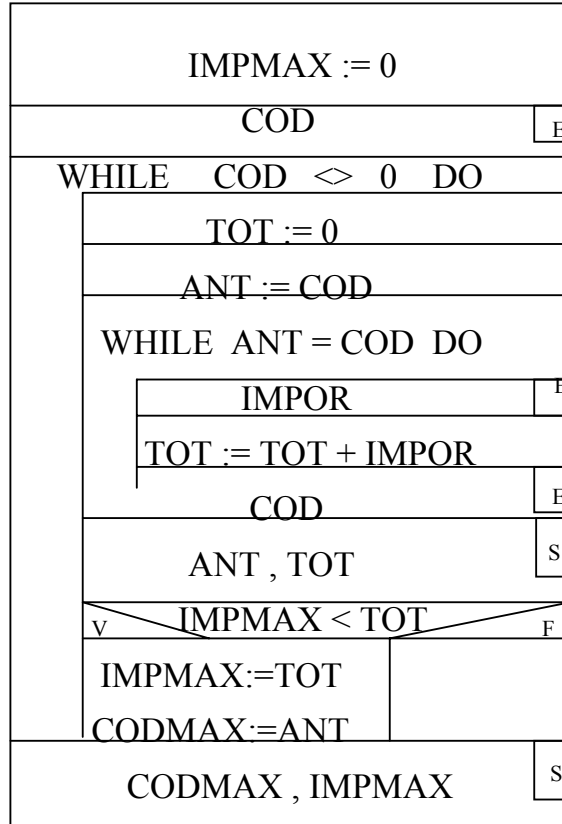 IMPMAX := 0
COD E
WHILE COD <> 0 DO
TOT := 0
ANT := COD
WHILE ANT = COD DO
IMPOR E
TOT := TOT + IMPOR
COD E
ANT , TOT S
V IMPMAX < TOT F
IMPMAX:=TOT
CODMAX:=ANT
CODMAX , IMPMAX S